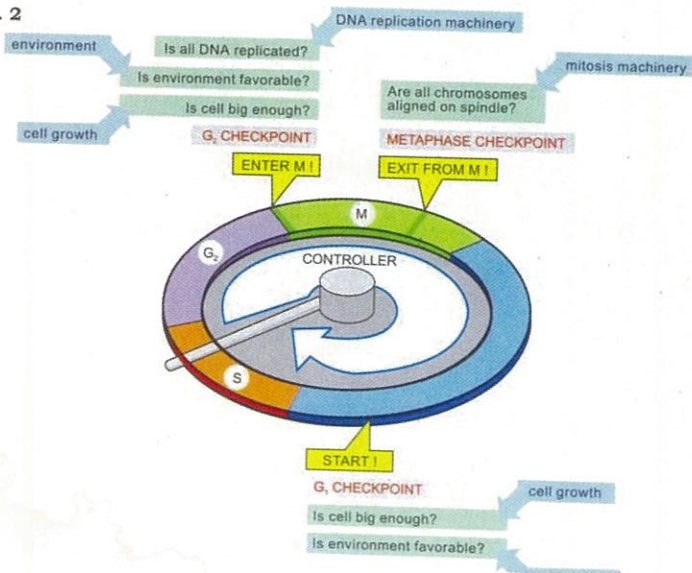 . 2
DNA replication machinery
environment
Is all DNA replicated?
mitosis machinery
Is environment favorable?
Are all chromosomes
aligned on spindle?
Is cell big enough?
cell growth
G₂ CHECKPOINT
METAPHASE CHECKPOINT
ENTER M !
EXIT FROM M !
M
G₂
CONTROLLER
S
START !
G₁ CHECKPOINT
cell growth
Is cell big enough?
Is environment favorable?